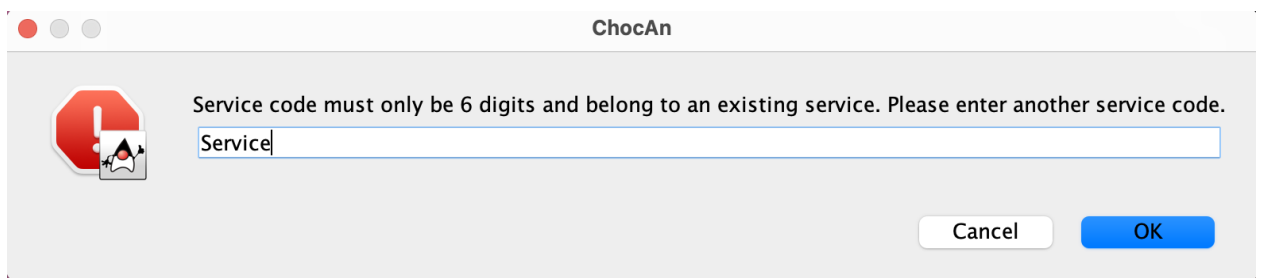 ChocAn
Service code must only be 6 digits and belong to an existing service. Please enter another service code.
Service
Cancel
OK